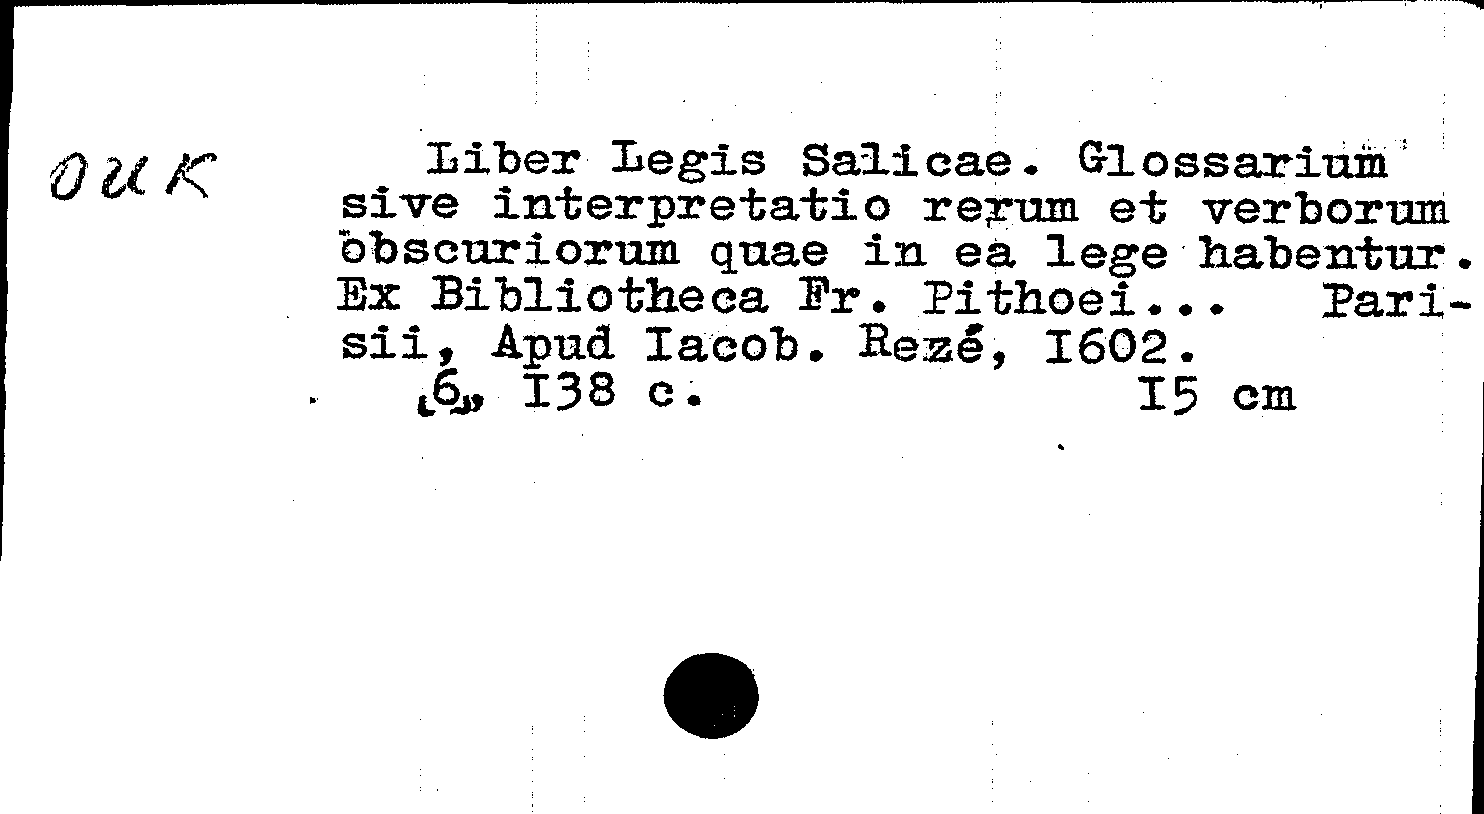 ОИК
Liber Legis Salicae. Glossarium
sive interpretatio rerum et verborum
obscuriorum quae in ea lege habentur.
Ex Bibliotheca Fr. Pithoei... Pari-
sii, Apud Iacob. Rezé, I602.
[6], I38 c. I5 cm